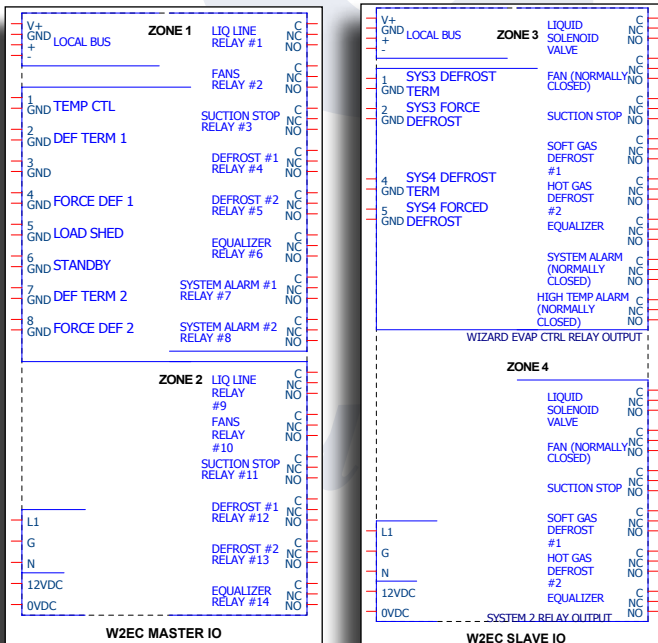 V+
GND
+
-
LOCAL BUS
ZONE 1
1
GND
TEMP CTL
2
GND
DEF TERM 1
3
GND
4
GND
FORCE DEF 1
5
GND
LOAD SHED
6
GND
STANDBY
7
GND
DEF TERM 2
8
GND
FORCE DEF 2
LIQ LINE
RELAY #1
C
NC
NO
FANS
RELAY #2
C
NC
NO
SUCTION STOP
RELAY #3
C
NC
NO
DEFROST #1
RELAY #4
C
NC
NO
DEFROST #2
RELAY #5
C
NC
NO
EQUALIZER
RELAY #6
C
NC
NO
SYSTEM ALARM #1
RELAY #7
C
NC
NO
SYSTEM ALARM #2
RELAY #8
C
NC
NO
ZONE 2
LIQ LINE
RELAY
#9
C
NC
NO
FANS
RELAY
#10
C
NC
NO
SUCTION STOP
RELAY #11
C
NC
NO
DEFROST #1
RELAY #12
C
NC
NO
DEFROST #2
RELAY #13
C
NC
NO
EQUALIZER
RELAY #14
C
NC
NO
L1
G
N
12VDC
0VDC
W2EC MASTER IO
V+
GND
+
-
LOCAL BUS
ZONE 3
1
GND
SYS3 DEFROST
TERM
2
GND
SYS3 FORCE
DEFROST
4
GND
SYS4 DEFROST
TERM
5
GND
SYS4 FORCED
DEFROST
LIQUID
SOLENOID
VALVE
C
NC
NO
FAN (NORMALLY
CLOSED)
C
NC
NO
SUCTION STOP
C
NC
NO
SOFT GAS
DEFROST
#1
C
NC
NO
HOT GAS
DEFROST
#2
C
NC
NO
EQUALIZER
C
NC
NO
SYSTEM ALARM
(NORMALLY
CLOSED)
C
NC
NO
HIGH TEMP ALARM
(NORMALLY
CLOSED)
C
NC
NO
WIZARD EVAP CTRL RELAY OUTPUT
ZONE 4
LIQUID
SOLENOID
VALVE
C
NC
NO
FAN (NORMALLY
CLOSED)
C
NC
NO
SUCTION STOP
C
NC
NO
SOFT GAS
DEFROST
#1
C
NC
NO
HOT GAS
DEFROST
#2
C
NC
NO
EQUALIZER
C
NC
NO
L1
G
N
12VDC
0VDC
SYSTEM 2 RELAY OUTPUT
W2EC SLAVE IO